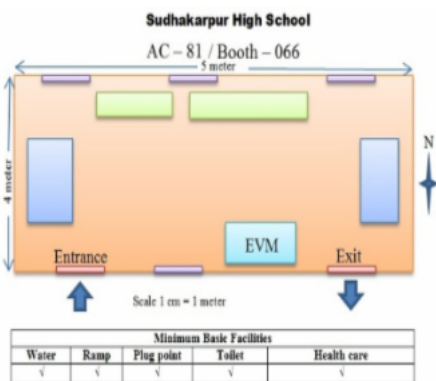 Sudhakarpur High School
AC – 81 / Booth – 066
5 meter
4 meter
N
EVM
Entrance
Exit
Scale 1 cm = 1 meter
Minimum Basic Facilities
Water Ramp Plug point Toilet Health care
√ √ √ √ √